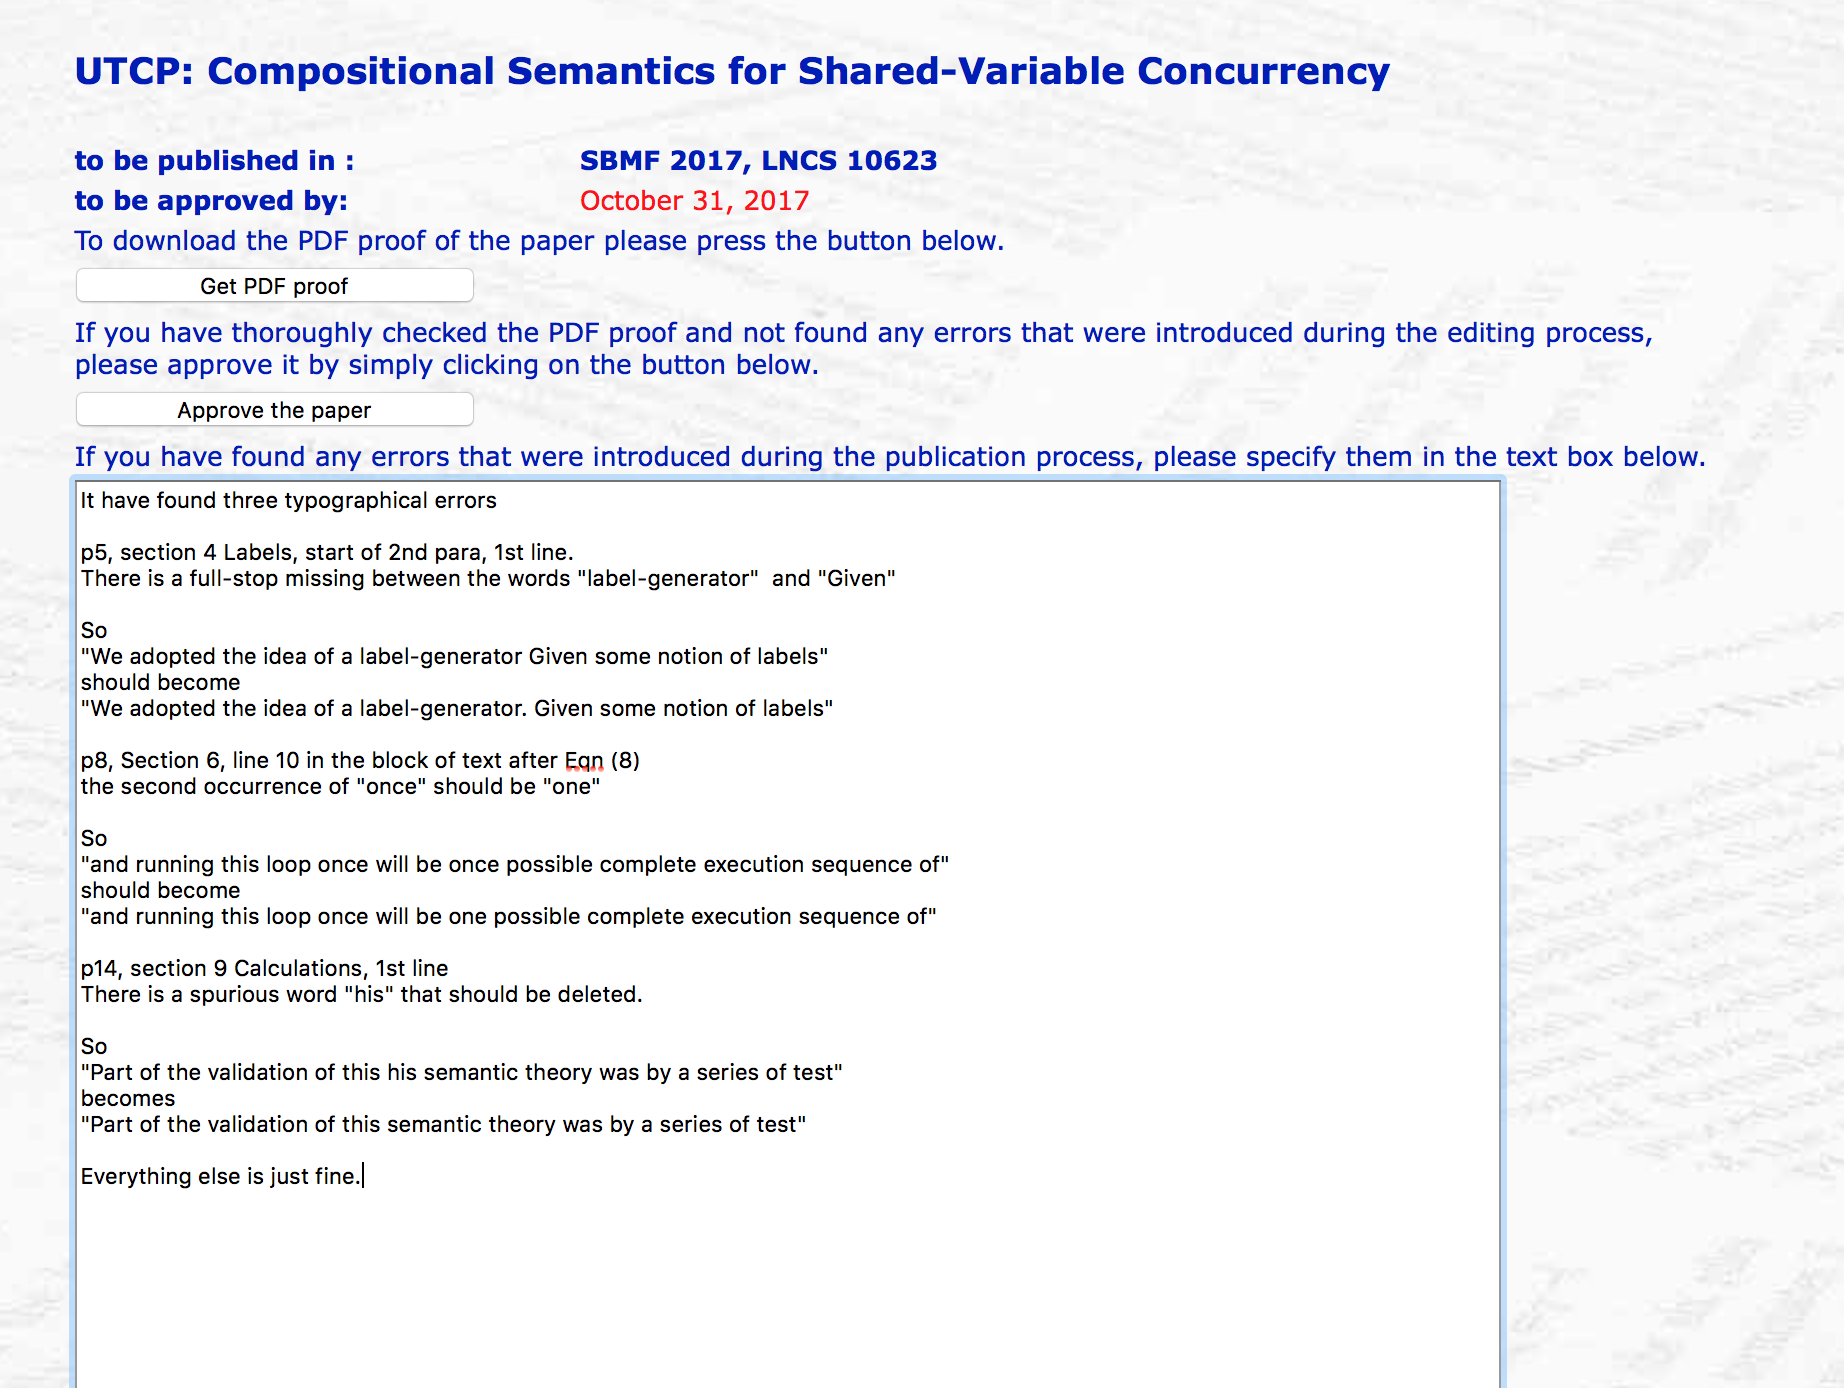 UTCP: Compositional Semantics for Shared-Variable Concurrency
to be published in : SBMF 2017, LNCS 10623
to be approved by: October 31, 2017
To download the PDF proof of the paper please press the button below.
Get PDF proof
If you have thoroughly checked the PDF proof and not found any errors that were introduced during the editing process,
please approve it by simply clicking on the button below.
Approve the paper
If you have found any errors that were introduced during the publication process, please specify them in the text box below.
It have found three typographical errors
p5, section 4 Labels, start of 2nd para, 1st line.
There is a full-stop missing between the words "label-generator"  and "Given"
So
"We adopted the idea of a label-generator Given some notion of labels"
should become
"We adopted the idea of a label-generator. Given some notion of labels"
p8, Section 6, line 10 in the block of text after Eqn (8)
the second occurrence of "once" should be "one"
So
"and running this loop once will be once possible complete execution sequence of"
should become
"and running this loop once will be one possible complete execution sequence of"
p14, section 9 Calculations, 1st line
There is a spurious word "his" that should be deleted.
So
"Part of the validation of this his semantic theory was by a series of test"
becomes
"Part of the validation of this semantic theory was by a series of test"
Everything else is just fine.